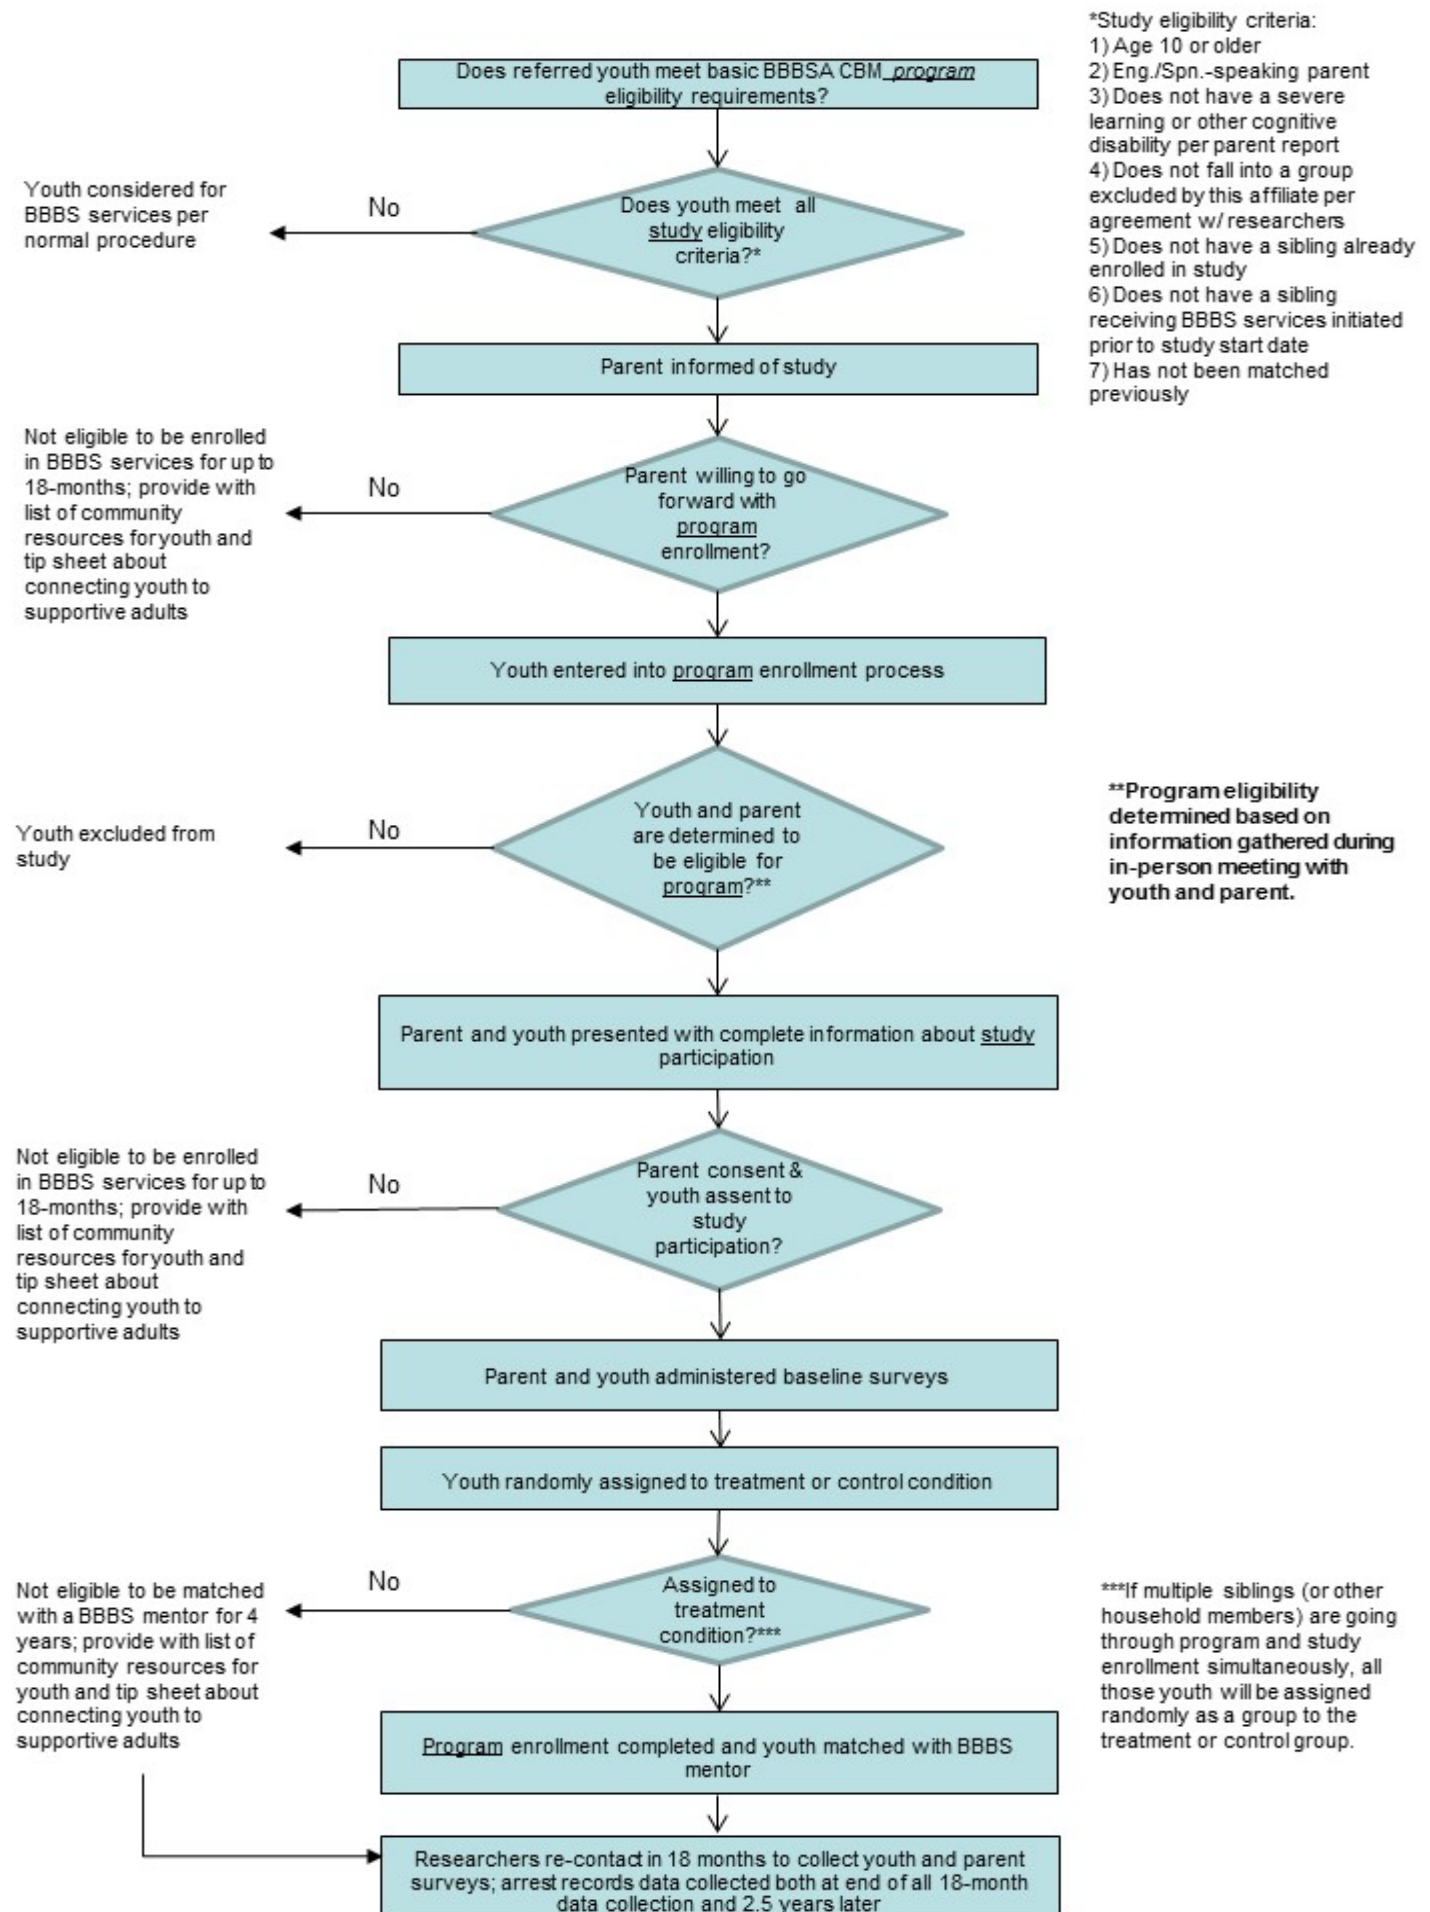 *Study eligibility criteria:
1) Age 10 or older
2) Eng./Spn.-speaking parent
3) Does not have a severe
learning or other cognitive
disability per parent report
4) Does not fall into a group
excluded by this affiliate per
agreement w/ researchers
5) Does not have a sibling already
enrolled in study
6) Does not have a sibling
receiving BBBS services initiated
prior to study start date
7) Has not been matched
previously
Does referred youth meet basic BBBSA CBM program
eligibility requirements?
Does youth meet all
study eligibility
criteria?*
No
Youth considered for
BBBS services per
normal procedure
Parent informed of study
Parent willing to go
forward with
program
enrollment?
No
Not eligible to be enrolled
in BBBS services for up to
18-months; provide with
list of community
resources for youth and
tip sheet about
connecting youth to
supportive adults
Youth entered into program enrollment process
Youth and parent
are determined to
be eligible for
program?**
No
Youth excluded from
study
**Program eligibility
determined based on
information gathered during
in-person meeting with
youth and parent.
Parent and youth presented with complete information about study
participation
Parent consent &
youth assent to
study
participation?
No
Not eligible to be enrolled
in BBBS services for up to
18-months; provide with
list of community
resources for youth and
tip sheet about
connecting youth to
supportive adults
Parent and youth administered baseline surveys
Youth randomly assigned to treatment or control condition
Assigned to
treatment
condition?***
No
Not eligible to be matched
with a BBBS mentor for 4
years; provide with list of
community resources for
youth and tip sheet about
connecting youth to
supportive adults
***If multiple siblings (or other
household members) are going
through program and study
enrollment simultaneously, all
those youth will be assigned
randomly as a group to the
treatment or control group.
Program enrollment completed and youth matched with BBBS
mentor
Researchers re-contact in 18 months to collect youth and parent
surveys; arrest records data collected both at end of all 18-month
data collection and 2.5 years later